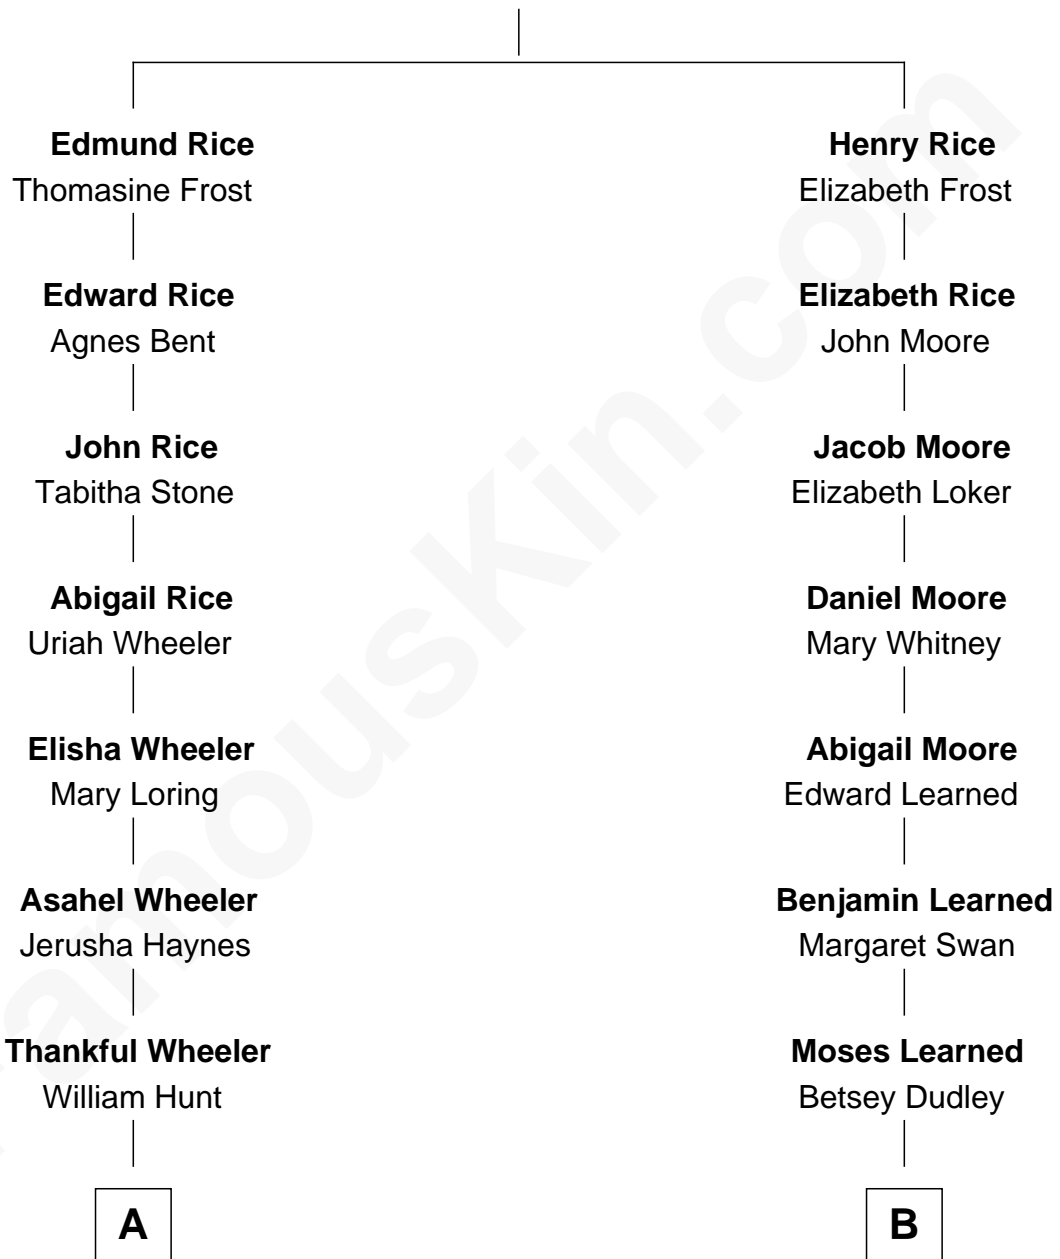 Edmund Rice
Thomasine Frost
Edward Rice
Agnes Bent
John Rice
Tabitha Stone
Abigail Rice
Uriah Wheeler
Elisha Wheeler
Mary Loring
Asahel Wheeler
Jerusha Haynes
Thankful Wheeler
William Hunt
A
Henry Rice
Elizabeth Frost
Elizabeth Rice
John Moore
Jacob Moore
Elizabeth Loker
Daniel Moore
Mary Whitney
Abigail Moore
Edward Learned
Benjamin Learned
Margaret Swan
Moses Learned
Betsey Dudley
B
FamousKin.com